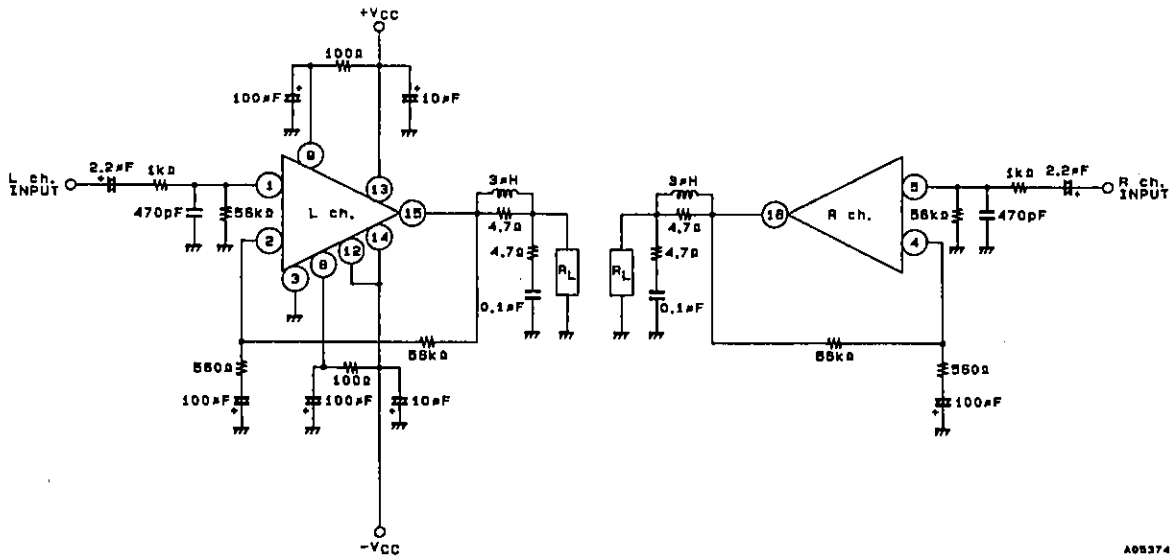 +VCC
100Ω
100µF
+
+
10µF
9
L ch.
INPUT
2.2µF
+
1kΩ
1
13
470pF
56kΩ
L ch.
15
2
14
12
8
3
3µH
4.7Ω
4.7Ω
RL
0.1µF
56kΩ
560Ω
100µF
+
100Ω
+
100µF
+
10µF
-VCC
3µH
4.7Ω
4.7Ω
RL
0.1µF
16
R ch.
5
4
1kΩ
2.2µF
+
R ch.
INPUT
56kΩ
470pF
56kΩ
560Ω
+
100µF
A05374